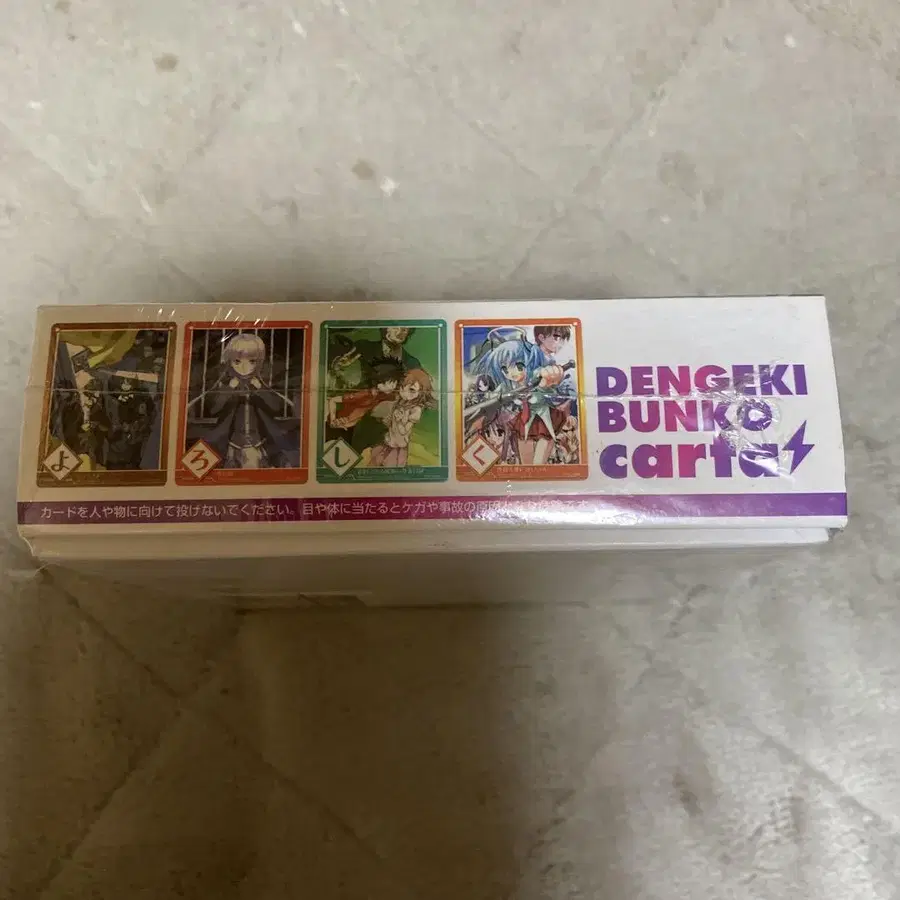 よ
ろ
し
く
DENGEKI
BUNKO
carta
カードを人や物に向けて投げないでください。目や体に当たるとケガや事故の原因